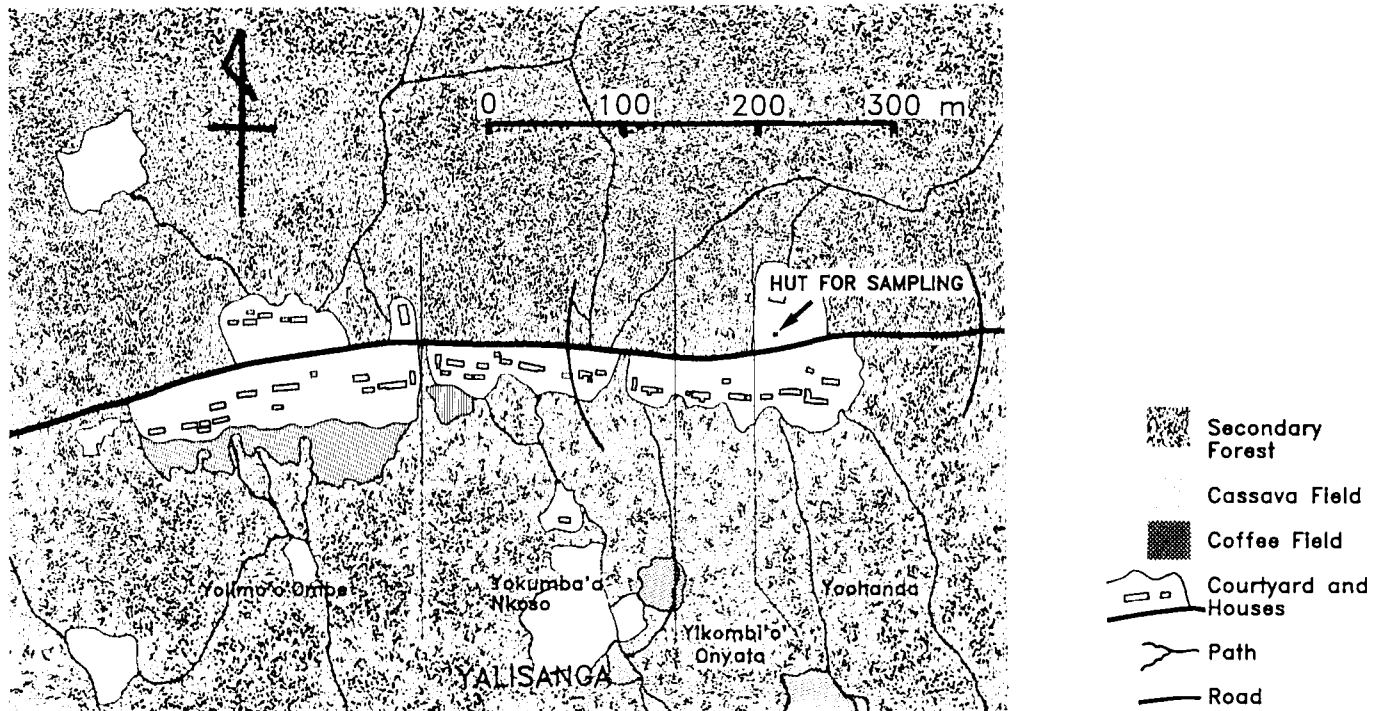 0 100 200 300 m
HUT FOR SAMPLING
Yolimo'o Ombe
Yokumba'o
Nkoso
Yoohanda
Yikombi'o'
Onyata
YALISANGA
Secondary
Forest
Cassava Field
Coffee Field
Courtyard and
Houses
Path
Road